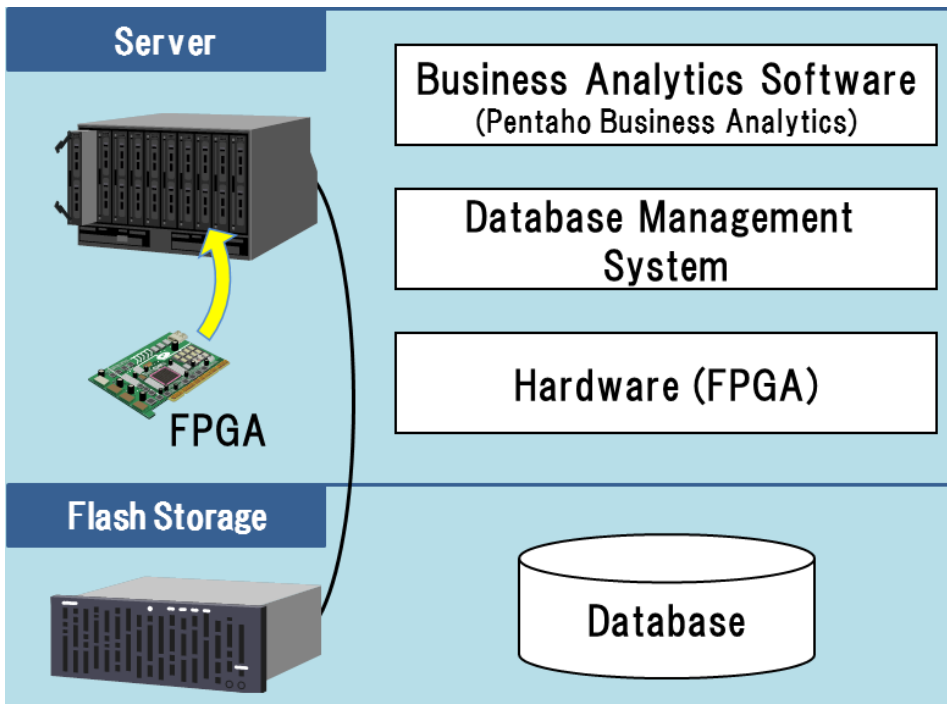 Server
Business Analytics Software
(Pentaho Business Analytics)
Database Management
System
Hardware (FPGA)
FPGA
Flash Storage
Database